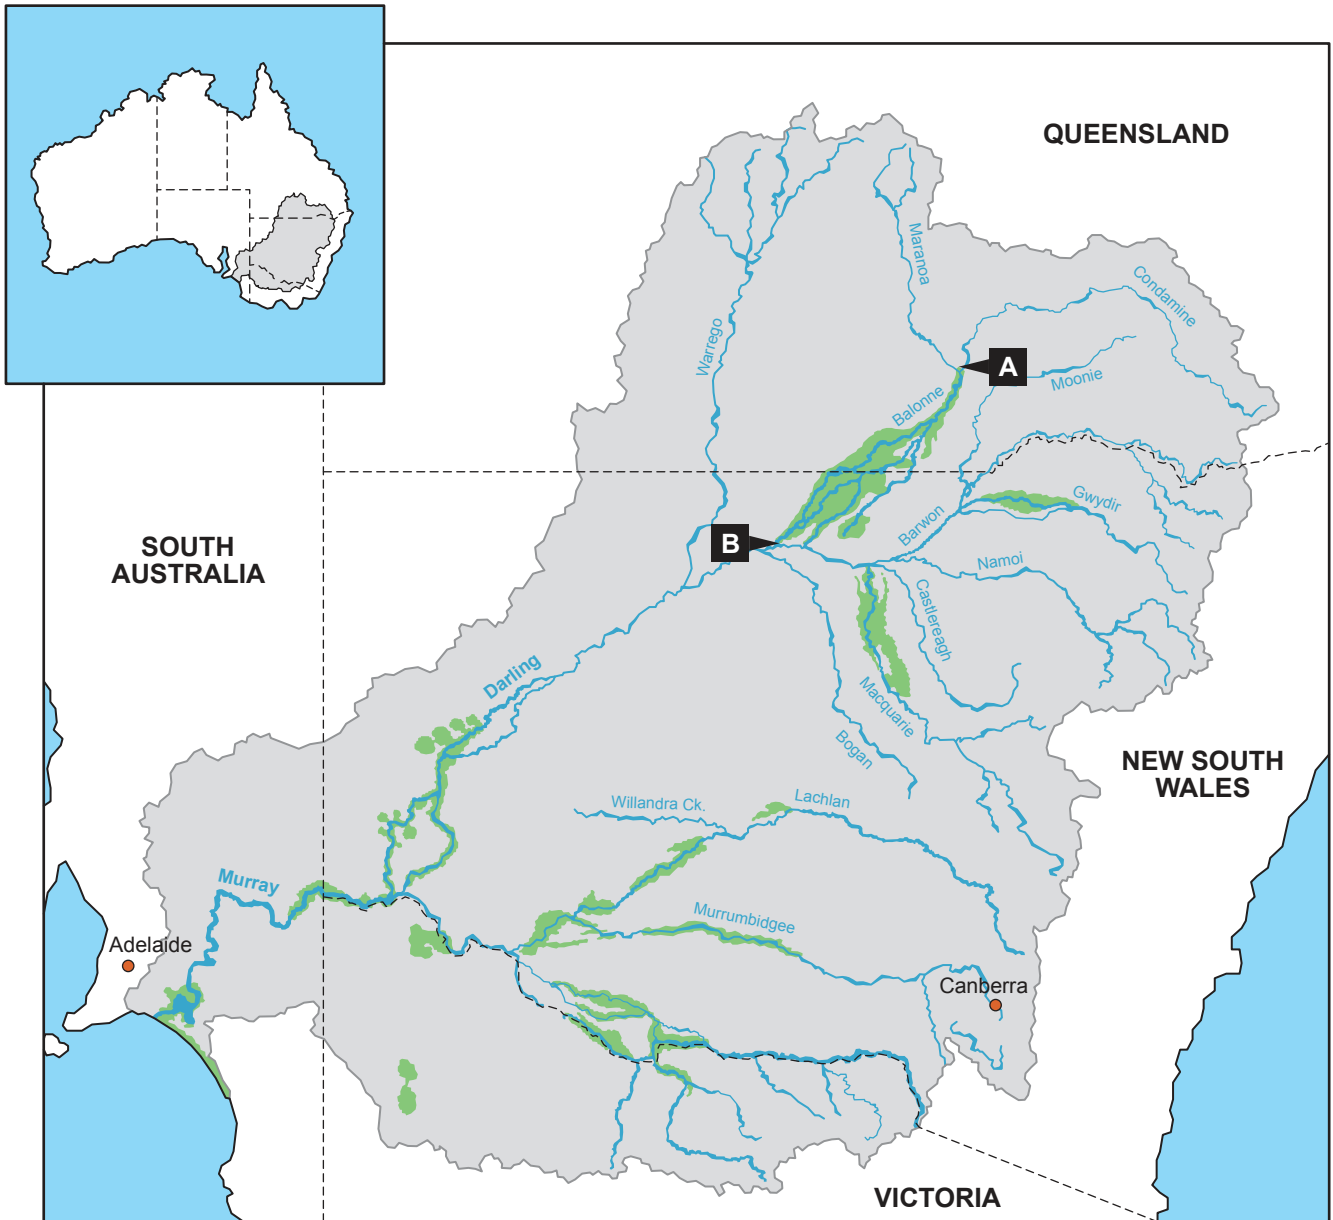 QUEENSLAND
Maranoa
Condamine
Warrego
A
Moonie
Balonne
Gwydir
Barwon
B
SOUTH
AUSTRALIA
Namoi
Castlereagh
Darling
Macquarie
Bogan
NEW SOUTH
WALES
Willandra Ck.
Lachlan
Murray
Murrumbidgee
Adelaide
Canberra
VICTORIA